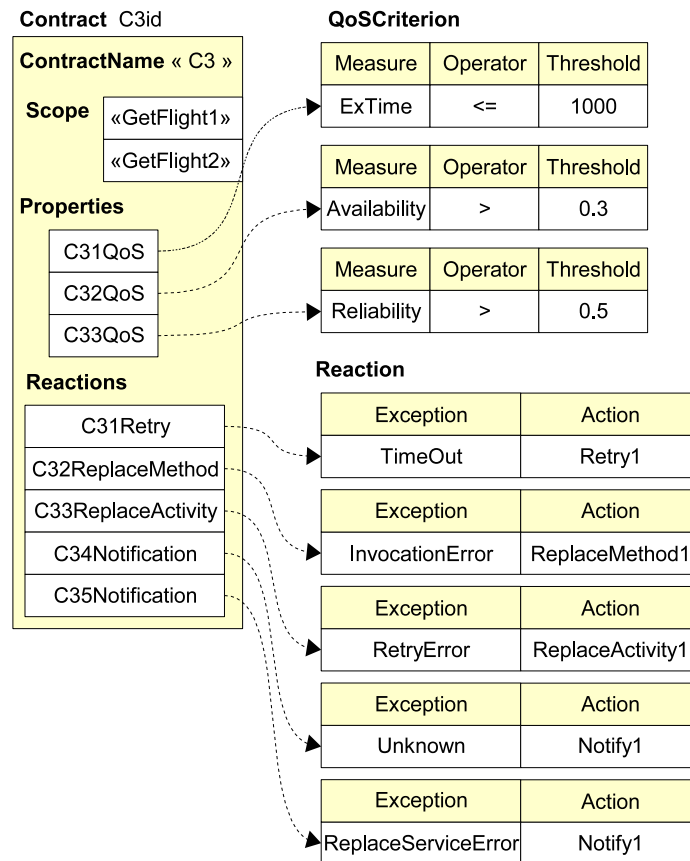 Contract C3id
ContractName « C3 »
Scope
«GetFlight1»
«GetFlight2»
Properties
C31QoS
C32QoS
C33QoS
Reactions
C31Retry
C32ReplaceMethod
C33ReplaceActivity
C34Notification
C35Notification
QoSCriterion
Measure Operator Threshold
ExTime <= 1000
Measure Operator Threshold
Availability > 0.3
Measure Operator Threshold
Reliability > 0.5
Reaction
Exception Action
TimeOut Retry1
Exception Action
InvocationError ReplaceMethod1
Exception Action
RetryError ReplaceActivity1
Exception Action
Unknown Notify1
Exception Action
ReplaceServiceError Notify1